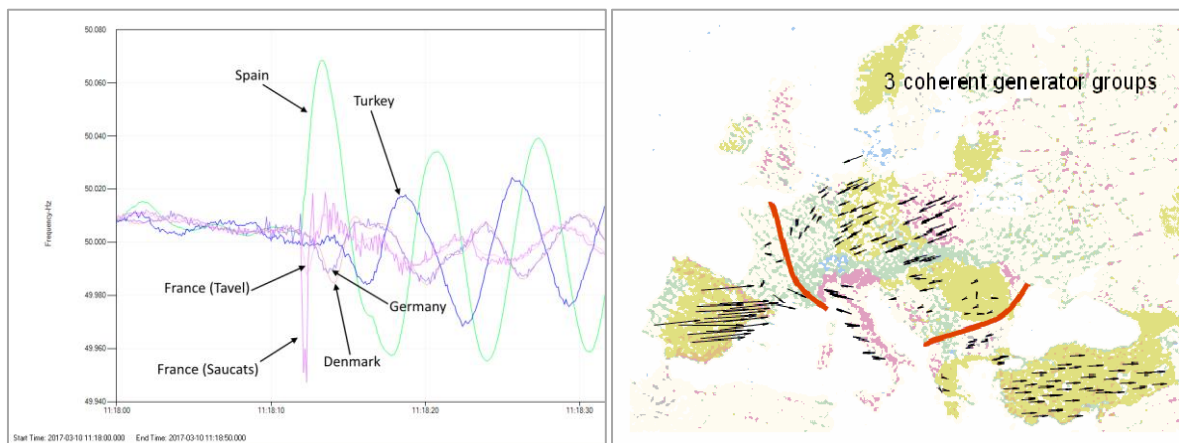 50.080
50.060
50.040
50.020
50.000
49.980
49.960
49.940
Frequency-Hz
Spain
Turkey
France (Tavel)
Germany
Denmark
France (Saucats)
11:18:00
11:18:10
11:18:20
11:18:30
Start Time: 2017-03-10 11:18:00.000 End Time: 2017-03-10 11:18:50.000
3 coherent generator groups